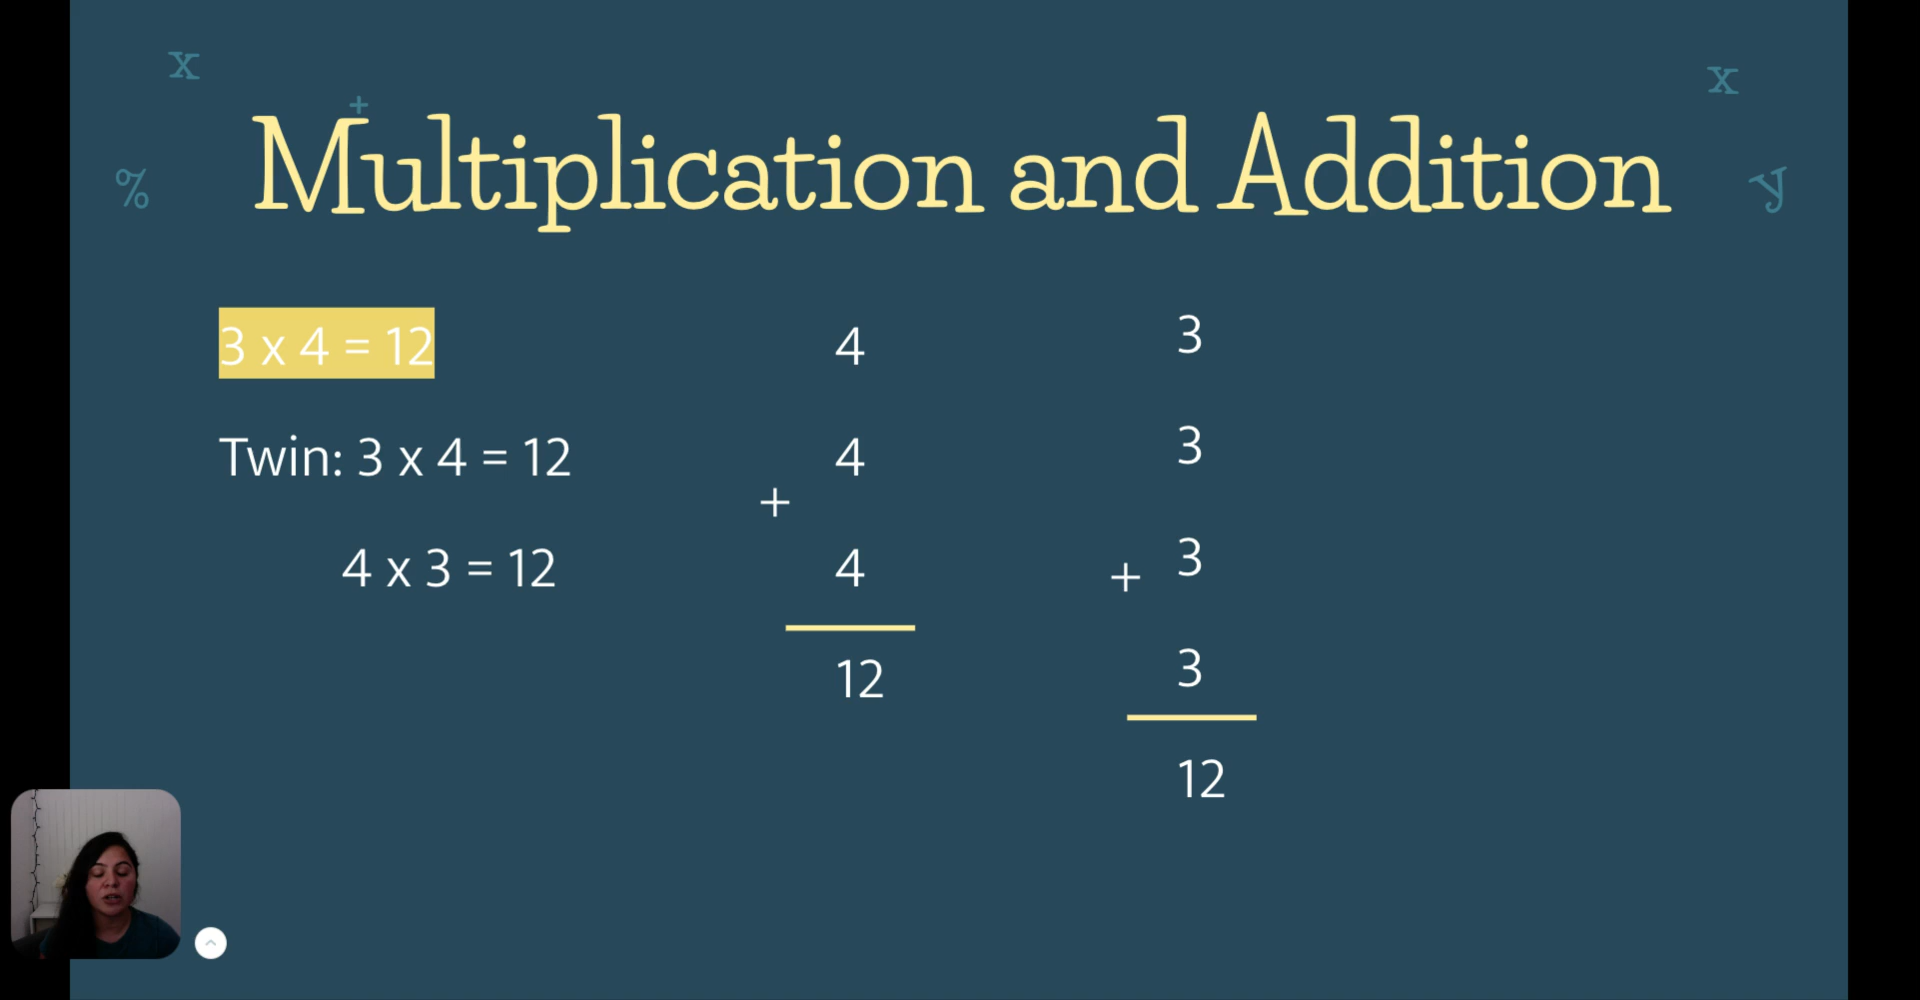 x
x
+
%
Multiplication and Addition
y
3 x 4 = 12
Twin: 3 x 4 = 12
4 x 3 = 12
4
4
+
4
12
3
3
3
+
3
12